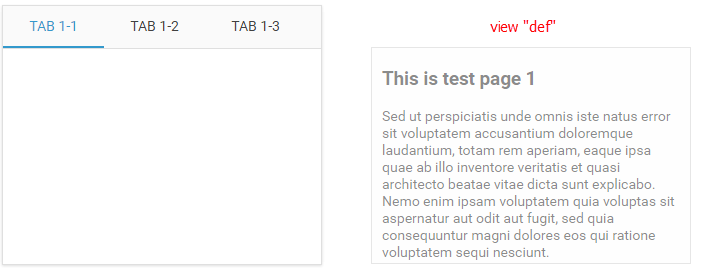 TAB 1-1 TAB 1-2 TAB 1-3
view "def"
This is test page 1
Sed ut perspiciatis unde omnis iste natus error
sit voluptatem accusantium doloremque
laudantium, totam rem aperiam, eaque ipsa
quae ab illo inventore veritatis et quasi
architecto beatae vitae dicta sunt explicabo.
Nemo enim ipsam voluptatem quia voluptas sit
aspernatur aut odit aut fugit, sed quia
consequuntur magni dolores eos qui ratione
voluptatem sequi nesciunt.